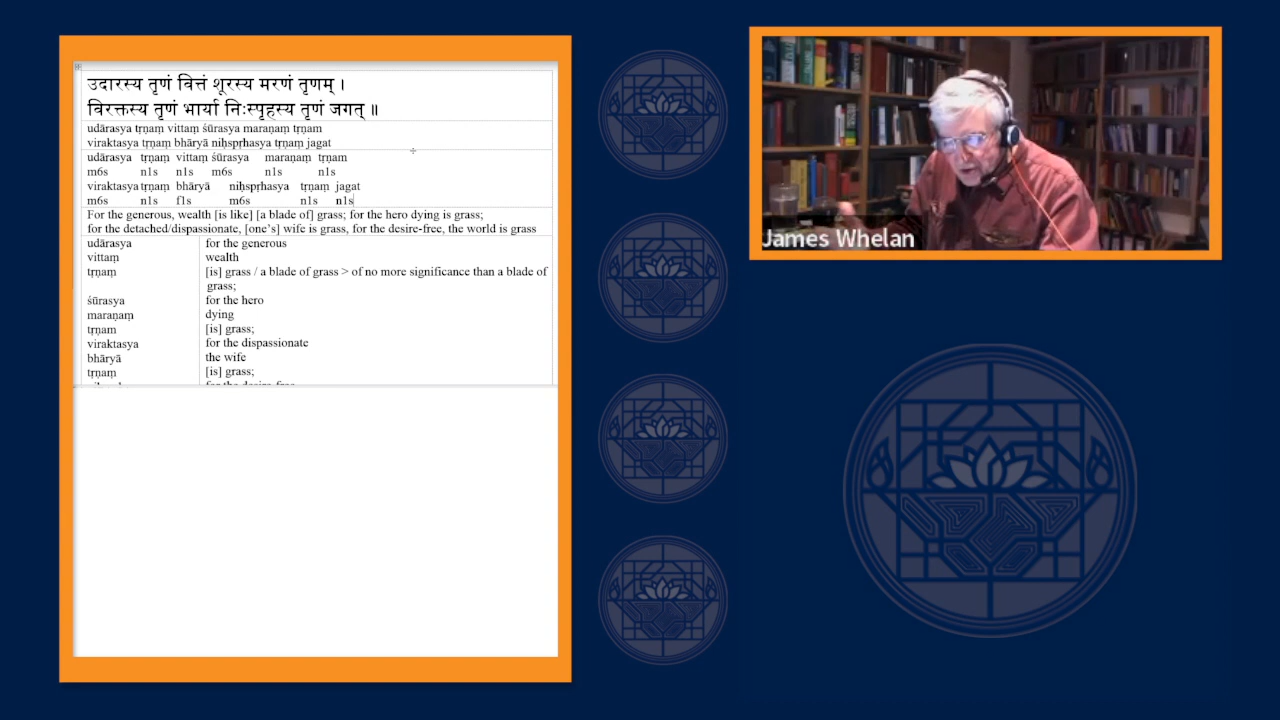 उदारस्य तृणं वित्तं शूरस्य मरणं तृणम् ।
विरक्तस्य तृणं भार्या निःस्पृहस्य तृणं जगत् ॥
udārasya tṛṇaṃ vittaṃ śūrasya maraṇaṃ tṛṇam
viraktasya tṛṇaṃ bhāryā niḥspṛhasya tṛṇaṃ jagat
udārasya tṛṇaṃ vittaṃ śūrasya maraṇaṃ tṛṇam
m6s n1s n1s m6s n1s n1s
viraktasya tṛṇaṃ bhāryā niḥspṛhasya tṛṇaṃ jagat
m6s n1s f1s m6s n1s n1s
For the generous, wealth [is like] [a blade of] grass; for the hero dying is grass;
for the detached/dispassionate, [one's] wife is grass, for the desire-free, the world is grass
udārasya for the generous
vittaṃ wealth
tṛṇaṃ [is] grass / a blade of grass > of no more significance than a blade of
grass;
śūrasya for the hero
maraṇaṃ dying
tṛṇam [is] grass;
viraktasya for the dispassionate
bhāryā the wife
tṛṇaṃ [is] grass;
James Whelan